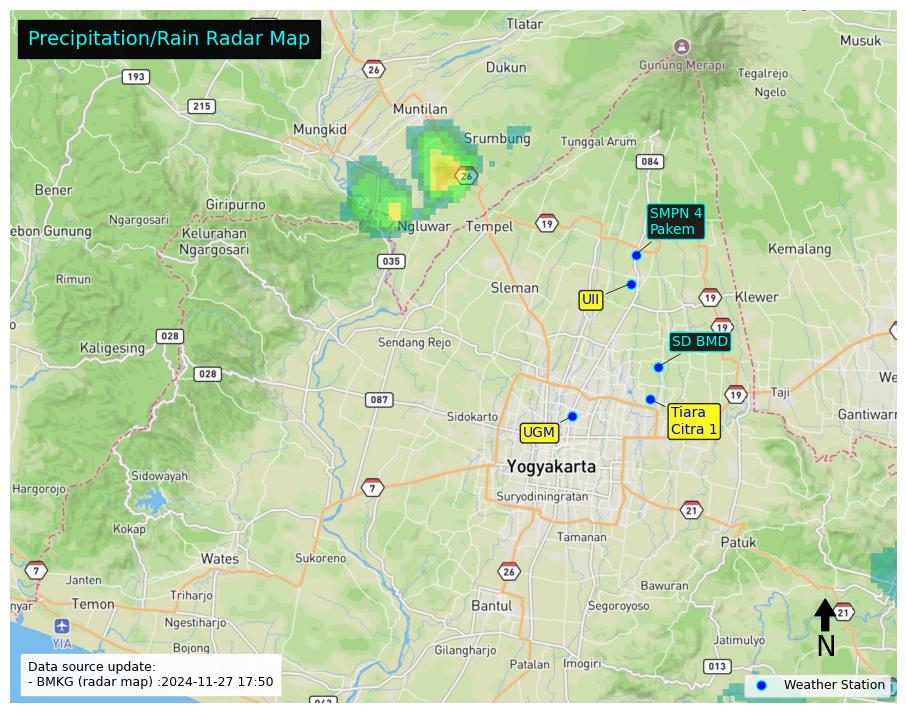 Precipitation/Rain Radar Map
Tlatar
Musuk
26
Dukun
Gunung Merapi
Tegalrejo
193
Ngelo
215
Muntilan
Mungkid
Srumbung
Tunggal Arum
084
26
Bener
Giripurno
SMPN 4
Pakem
Ngargosari
ebon Gunung
Kelurahan
Ngargosari
Ngluwar
Tempel
19
Kemalang
035
Rimun
Sleman
UII
19
Klewer
o
19
028
Sendang Rejo
SD BMD
Kaligesing
028
We
087
19
Taji
Sidokarto
Tiara
Citra 1
Gantiwarn
UGM
Yogyakarta
Sidowayah
Hargorojo
7
Suryodiningratan
21
Kokap
Tamanan
Patuk
Wates
Sukoreno
7
26
Janten
Bawuran
nyar
Temon
Triharjo
Bantul
Segoroyoso
21
Ngestiharjo
YIA
N
Bojong
Gilangharjo
Jatimulyo
Patalan
Imogiri
013
Data source update:
- BMKG (radar map) :2024-11-27 17:50
Weather Station